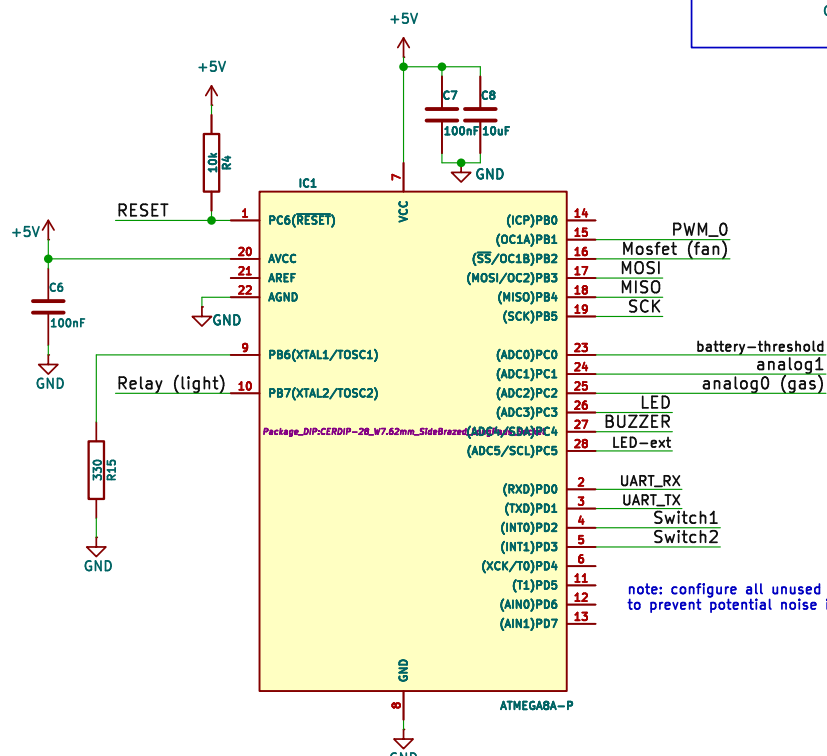 +5V
+5V
C7
C8
100nF
10uF
GND
10k
R4
IC1
7
VCC
RESET
1
PC6(RESET)
(ICP)PB0
14
(OC1A)PB1
15
PWM_0
(SS/OC1B)PB2
16
Mosfet (fan)
(MOSI/OC2)PB3
17
MOSI
(MISO)PB4
18
MISO
(SCK)PB5
19
SCK
+5V
20
AVCC
21
AREF
22
AGND
GND
C6
100nF
GND
9
PB6(XTAL1/TOSC1)
Relay (light)
10
PB7(XTAL2/TOSC2)
(ADC0)PC0
23
battery-threshold
(ADC1)PC1
24
analog1
(ADC2)PC2
25
analog0 (gas)
(ADC3)PC3
26
LED
Package_DIP:CERDIP-28_W7.62mm_SideBrazed
(ADC4/SDA)PC4
27
BUZZER
(ADC5/SCL)PC5
28
LED-ext
330
R15
GND
(RXD)PD0
2
UART_RX
(TXD)PD1
3
UART_TX
(INT0)PD2
4
Switch1
(INT1)PD3
5
Switch2
(XCK/T0)PD4
6
(T1)PD5
11
(AIN0)PD6
12
(AIN1)PD7
13
note: configure all unused
to prevent potential noise
GND
8
ATMEGA8A-P
GND